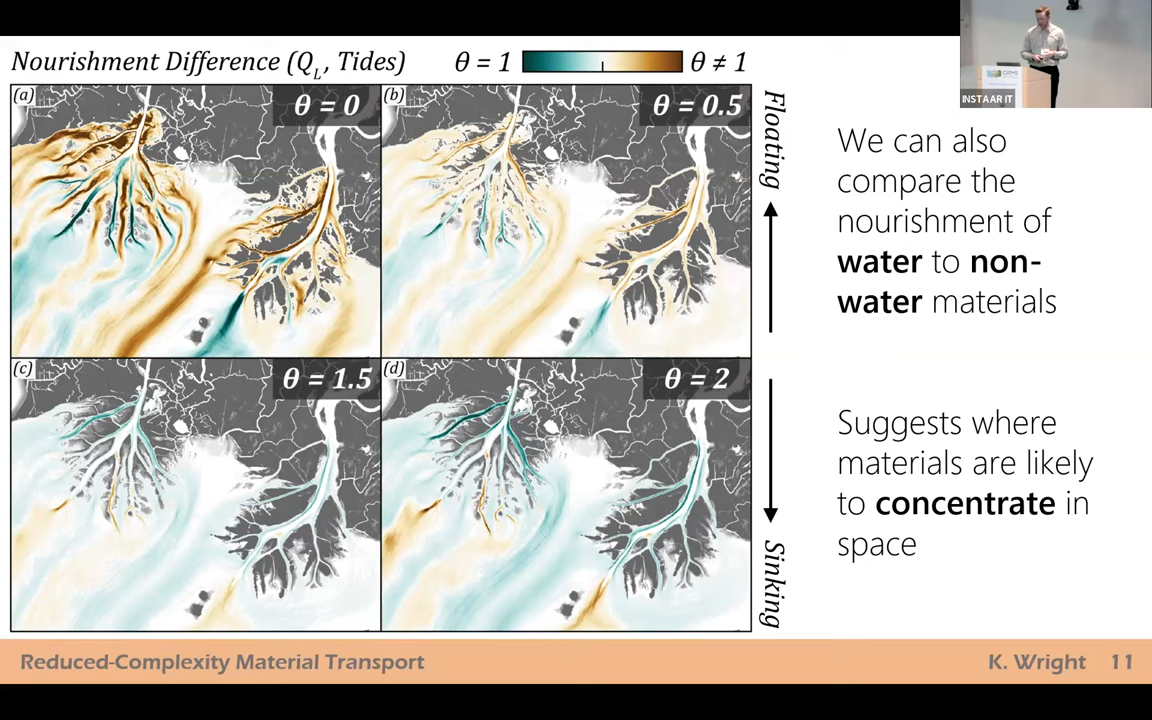 Nourishment Difference (Q_L, Tides)
θ = 1
θ ≠ 1
(a)
θ = 0
(b)
θ = 0.5
(c)
θ = 1.5
(d)
θ = 2
Floating
Sinking
We can also
compare the
nourishment of
water to non-
water materials
Suggests where
materials are likely
to concentrate in
space
INSTAAR IT
Reduced-Complexity Material Transport
K. Wright 11